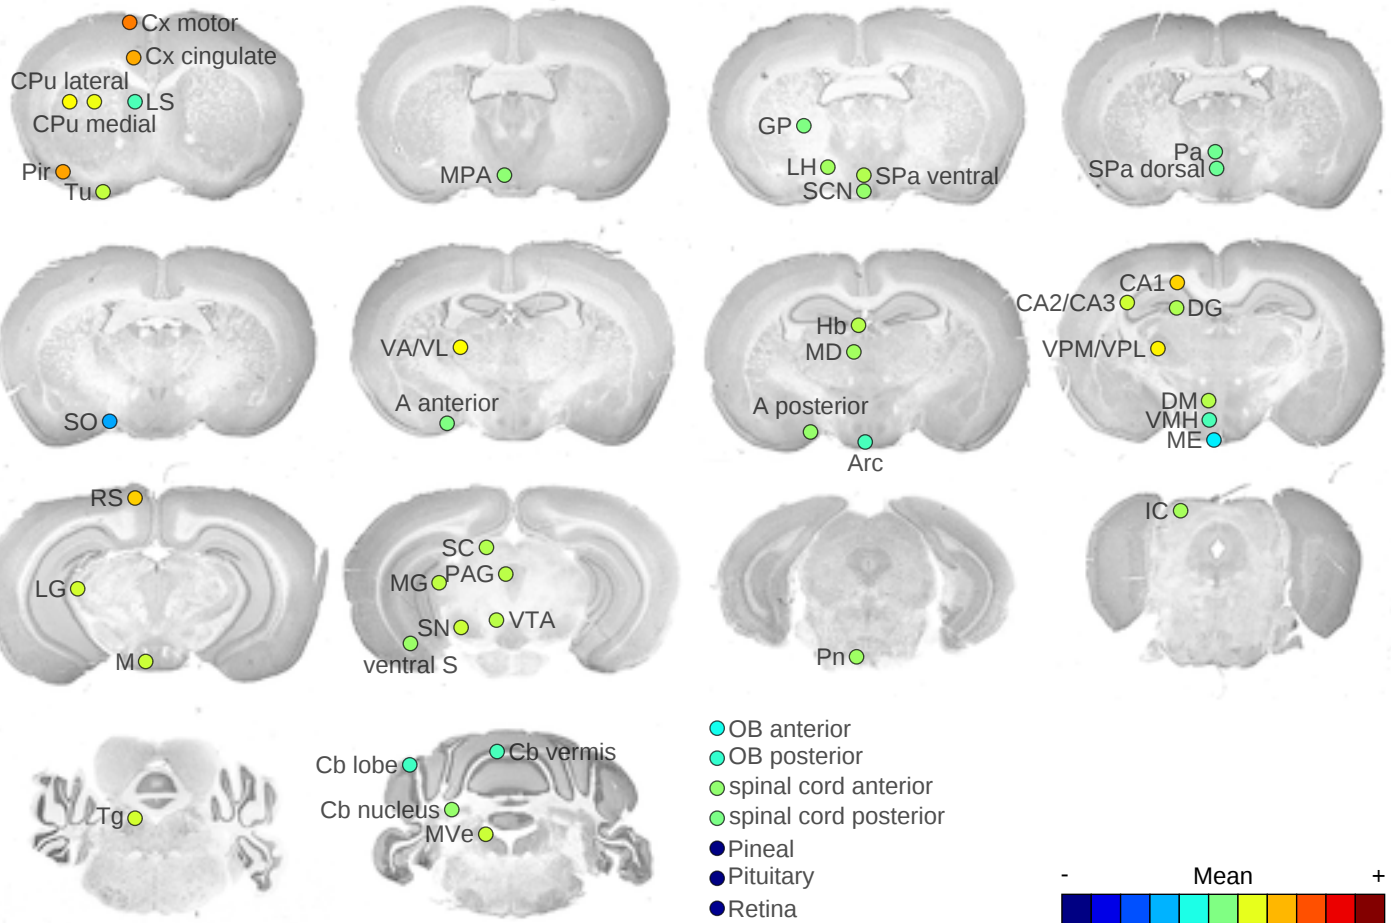 Cx motor
Cx cingulate
CPu lateral
LS
CPu medial
Pir
Tu
MPA
GP
LH
SPa ventral
SCN
Pa
SPa dorsal
SO
VA/VL
A anterior
Hb
MD
A posterior
Arc
CA1
CA2/CA3
DG
VPM/VPL
DM
VMH
ME
RS
LG
M
SC
MG
PAG
SN
VTA
ventral S
Pn
IC
Tg
Cb lobe
Cb vermis
Cb nucleus
MVe
OB anterior
OB posterior
spinal cord anterior
spinal cord posterior
Pineal
Pituitary
Retina
- Mean +